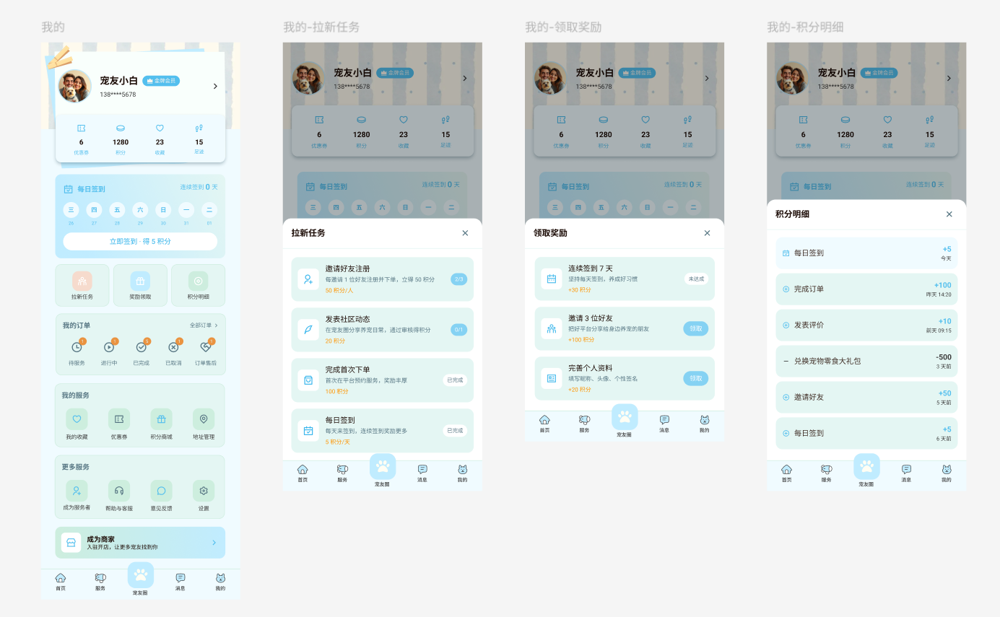 我的
宠友小白
金牌会员
138****5678
6 1280 23 15
优惠券 积分 收藏 足迹
每日签到
连续签到 0 天
三 四 五 六 日 一 二
26 27 28 29 30 31 01
立即签到 · 得 5 积分
拉新任务 奖励领取 积分明细
我的订单
全部订单
1 1 1 1
待服务 进行中 已完成 已取消 订单售后
我的服务
我的收藏 优惠券 积分商城 地址管理
更多服务
成为服务者 帮助与客服 意见反馈 设置
成为商家
入驻开店，让更多宠友找到你
首页 服务 宠友圈 消息 我的
我的-拉新任务
宠友小白
金牌会员
138****5678
6 1280 23 15
优惠券 积分 收藏 足迹
每日签到
连续签到 0 天
三 四 五 六 日 一 二
拉新任务
邀请好友注册
每邀请 1 位好友注册并下单，立得 50 积分
50 积分/人
2/3
发表社区动态
在宠友圈分享养宠日常，通过审核得积分
20 积分
0/1
完成首次下单
首次在平台预约服务，奖励丰厚
100 积分
已完成
每日签到
每天来签到，连续签到奖励更多
5 积分/天
已完成
首页 服务 宠友圈 消息 我的
我的-领取奖励
宠友小白
金牌会员
138****5678
6 1280 23 15
优惠券 积分 收藏 足迹
每日签到
连续签到 0 天
三 四 五 六 日 一 二
领取奖励
连续签到 7 天
坚持每天签到，养成好习惯
+30 积分
未达成
邀请 3 位好友
把好平台分享给身边养宠的朋友
+100 积分
领取
完善个人资料
填写昵称、头像、个性签名
+20 积分
领取
首页 服务 宠友圈 消息 我的
我的-积分明细
宠友小白
金牌会员
138****5678
6 1280 23 15
优惠券 积分 收藏 足迹
每日签到
连续签到 0 天
积分明细
每日签到
+5
今天
完成订单
+100
昨天 14:20
发表评价
+10
前天 09:15
兑换宠物零食大礼包
-500
3 天前
邀请好友
+50
5 天前
每日签到
+5
6 天前
首页 服务 宠友圈 消息 我的